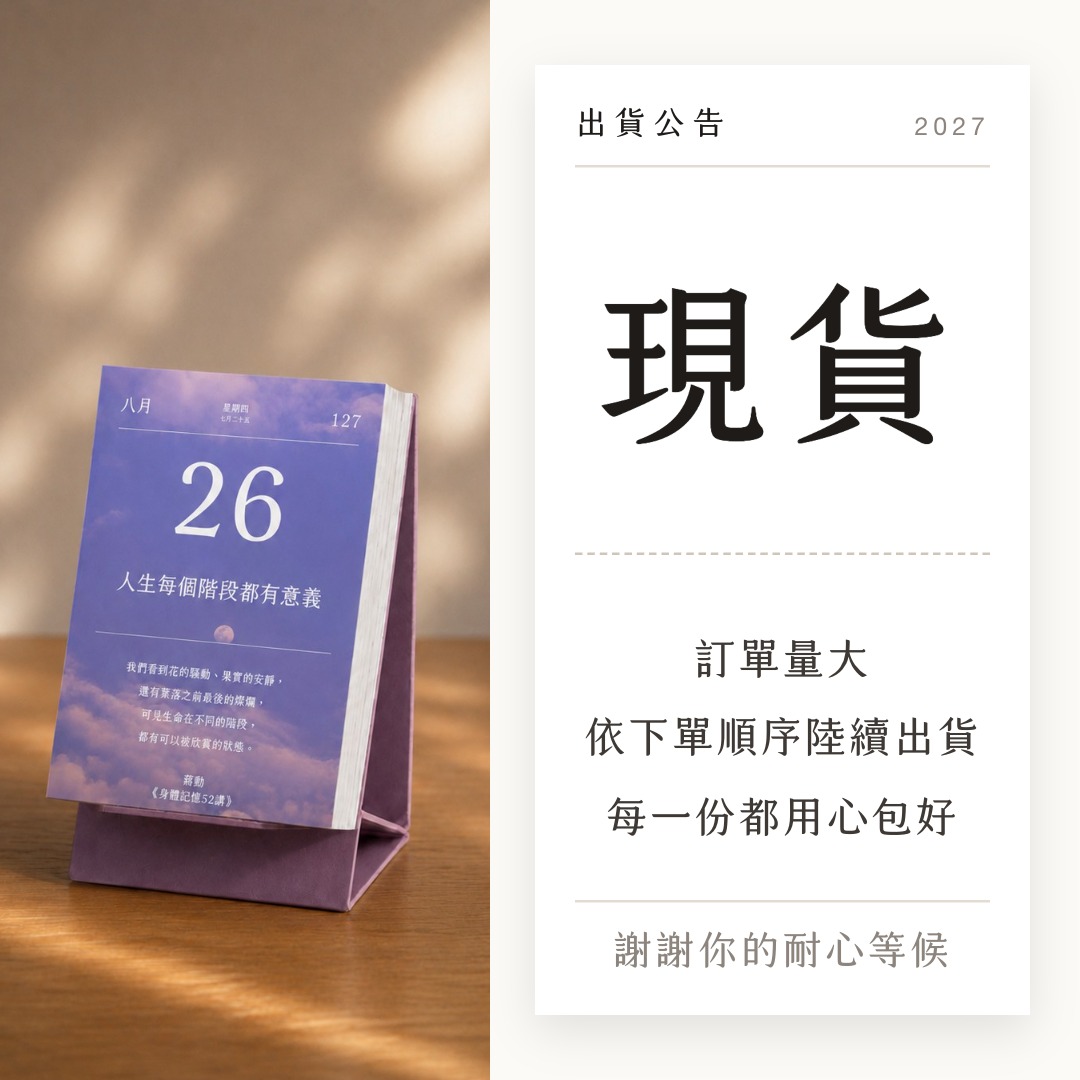 八月
星期四
七月二十五
127
26
人生每個階段都有意義
我們看到花的騷動、果實的安靜，
還有葉落之前最後的燦爛，
可見生命在不同的階段，
都有可以被欣賞的狀態。
蔣勳
《身體記憶52講》
出貨公告
2027
現貨
訂單量大
依下單順序陸續出貨
每一份都用心包好
謝謝你的耐心等候